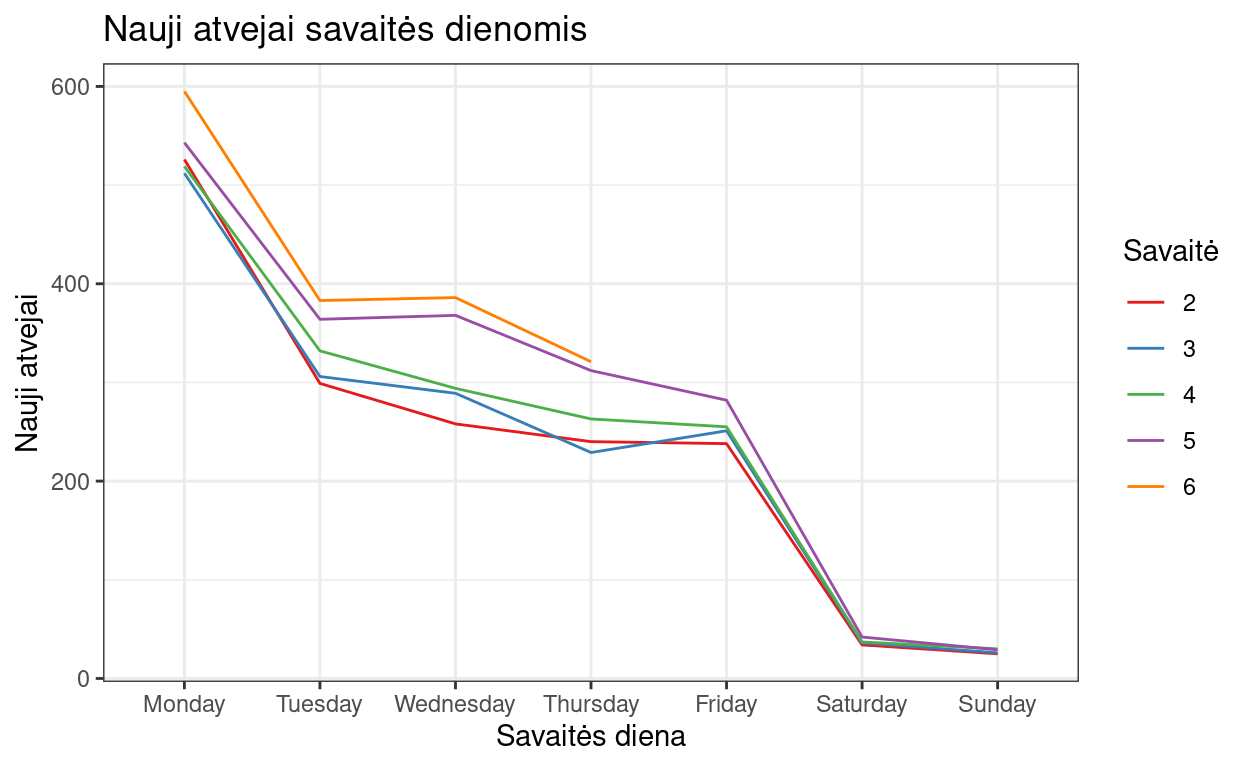 Nauji atvejai savaitės dienomis
Nauji atvejai
600
400
200
0
Monday Tuesday Wednesday Thursday Friday Saturday Sunday
Savaitės diena
Savaitė
2
3
4
5
6